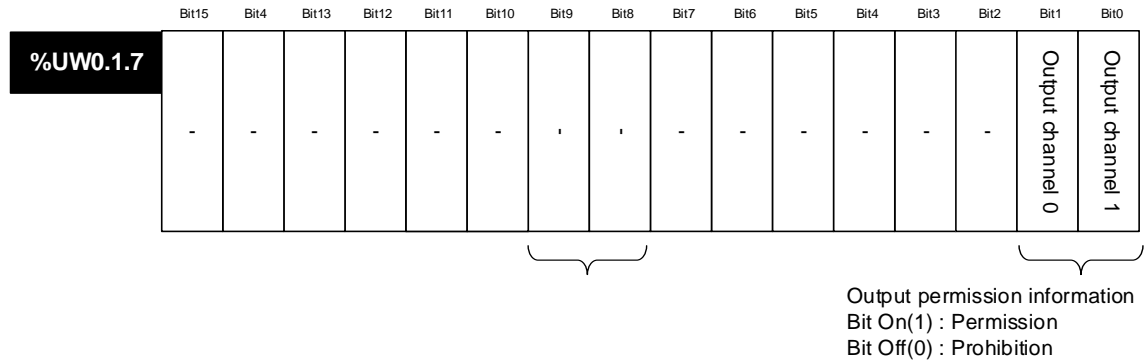 Bit15 Bit4 Bit13 Bit12 Bit11 Bit10 Bit9 Bit8 Bit7 Bit6 Bit5 Bit4 Bit3 Bit2 Bit1 Bit0
%UW0.1.7
- - - - - - - - - - - - - -
Output channel 0
Output channel 1
Output permission information
Bit On(1) : Permission
Bit Off(0) : Prohibition